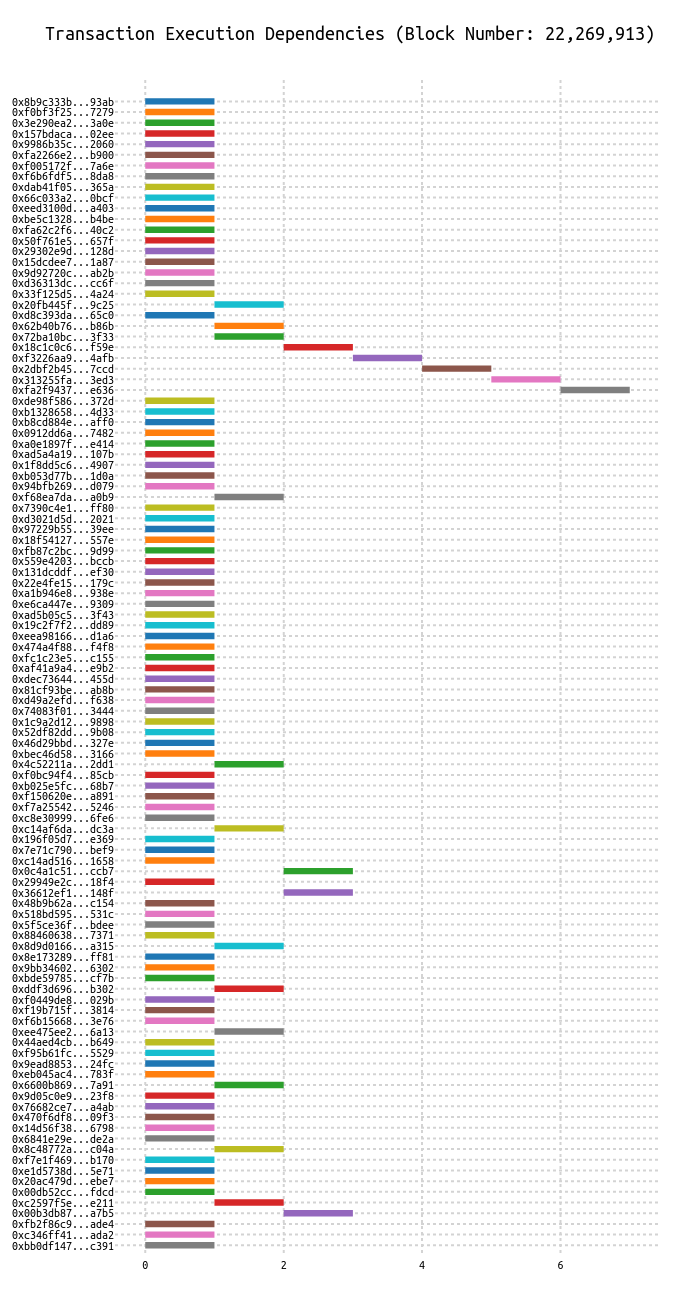 Transaction Execution Dependencies (Block Number: 22,269,913)
0x8b9c333b...93ab
0xf0bf3f25...7279
0x3e290ea2...3a0e
0x157bdaca...02ee
0x9986b35c...2060
0xfa2266e2...b900
0xf005172f...7a6e
0xf6b6fdf5...8da8
0xdab41f05...365a
0x66c033a2...0bcf
0xeed3100d...a403
0xbe5c1328...b4be
0xfa62c2f6...40c2
0x50f761e5...657f
0x29302e9d...128d
0x15dcdee7...1a87
0x9d92720c...ab2b
0xd36313dc...cc6f
0x33f125d5...4a24
0x20fb445f...9c25
0xd8c393da...65c0
0x62b40b76...b86b
0x72ba10bc...3f33
0x18c1c0c6...f59e
0xf3226aa9...4afb
0x2dbf2b45...7ccd
0x313255fa...3ed3
0xfa2f9437...e636
0xde98f586...372d
0xb1328658...4d33
0xb8cd884e...aff0
0x0912dd6a...7482
0xa0e1897f...e414
0xad5a4a19...107b
0x1f8dd5c6...4907
0xb053d77b...1d0a
0x94bfb269...d079
0xf68ea7da...a0b9
0x7390c4e1...ff80
0xd3021d5d...2021
0x97229b55...39ee
0x18f54127...557e
0xfb87c2bc...9d99
0x559e4203...bccb
0x131dcddf...ef30
0x22e4fe15...179c
0xa1b946e8...938e
0xe6ca447e...9309
0xad5b05c5...3f43
0x19c2f7f2...dd89
0xeea98166...d1a6
0x474a4f88...f4f8
0xfc1c23e5...c155
0xaf41a9a4...e9b2
0xdec73644...455d
0x81cf93be...ab8b
0xd49a2efd...f638
0x74083f01...3444
0x1c9a2d12...9898
0x52df82dd...9b08
0x46d29bbd...327e
0xbec46d58...3166
0x4c52211a...2dd1
0xf0bc94f4...85cb
0xb025e5fc...68b7
0xf150620e...a891
0xf7a25542...5246
0xc8e30999...6fe6
0xc14af6da...dc3a
0x196f05d7...e369
0x7e71c790...bef9
0xc14ad516...1658
0x0c4a1c51...ccb7
0x29949e2c...18f4
0x36612ef1...148f
0x48b9b62a...c154
0x518bd595...531c
0x5f5ce36f...bdee
0x88460638...7371
0x8d9d0166...a315
0x8e173289...ff81
0x9bb34602...6302
0xbde59785...cf7b
0xddf3d696...b302
0xf0449de8...029b
0xf19b715f...3814
0xf6b15668...3e76
0xee475ee2...6a13
0x44aed4cb...b649
0xf95b61fc...5529
0x9ead8853...24fc
0xeb045ac4...783f
0x6600b869...7a91
0x9d05c0e9...23f8
0x76682ce7...a4ab
0x470f6df8...09f3
0x14d56f38...6798
0x6841e29e...de2a
0x8c48772a...c04a
0xf7e1f469...b170
0xe1d5738d...5e71
0x20ac479d...ebe7
0x00db52cc...fdcd
0xc2597f5e...e211
0x00b3db87...a7b5
0xfb2f86c9...ade4
0xc346ff41...ada2
0xbb0df147...c391
0 2 4 6